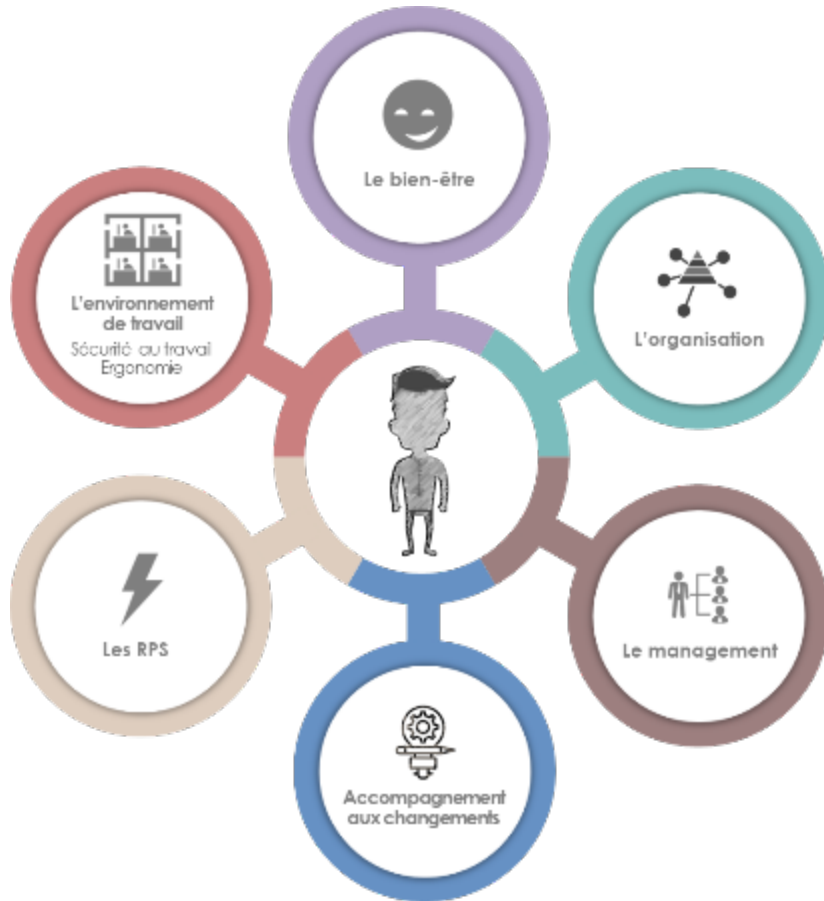 Le bien-être
L'organisation
Le management
Accompagnement
aux changements
Les RPS
L'environnement
de travail
Sécurité au travail
Ergonomie